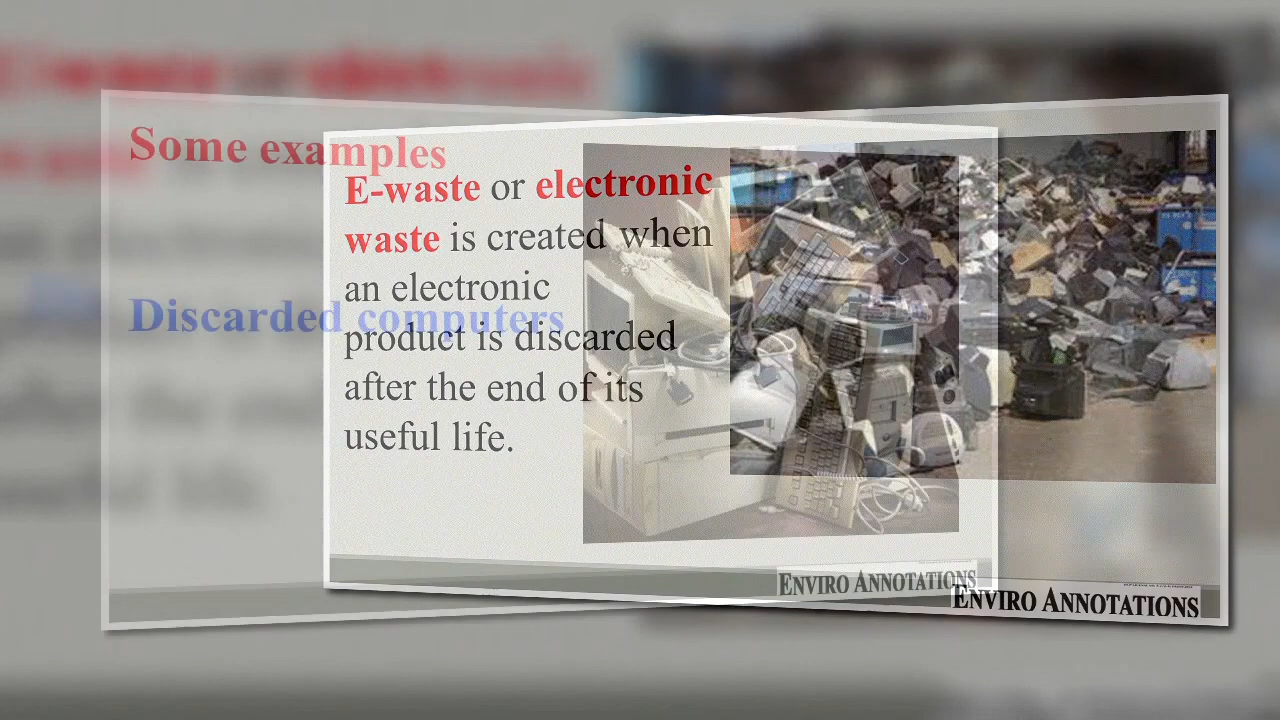 Some examples
Discarded computers
E-waste or electronic
waste is created when
an electronic
product is discarded
after the end of its
useful life.
ENVIRO ANNOTATIONS
ENVIRO ANNOTATIONS